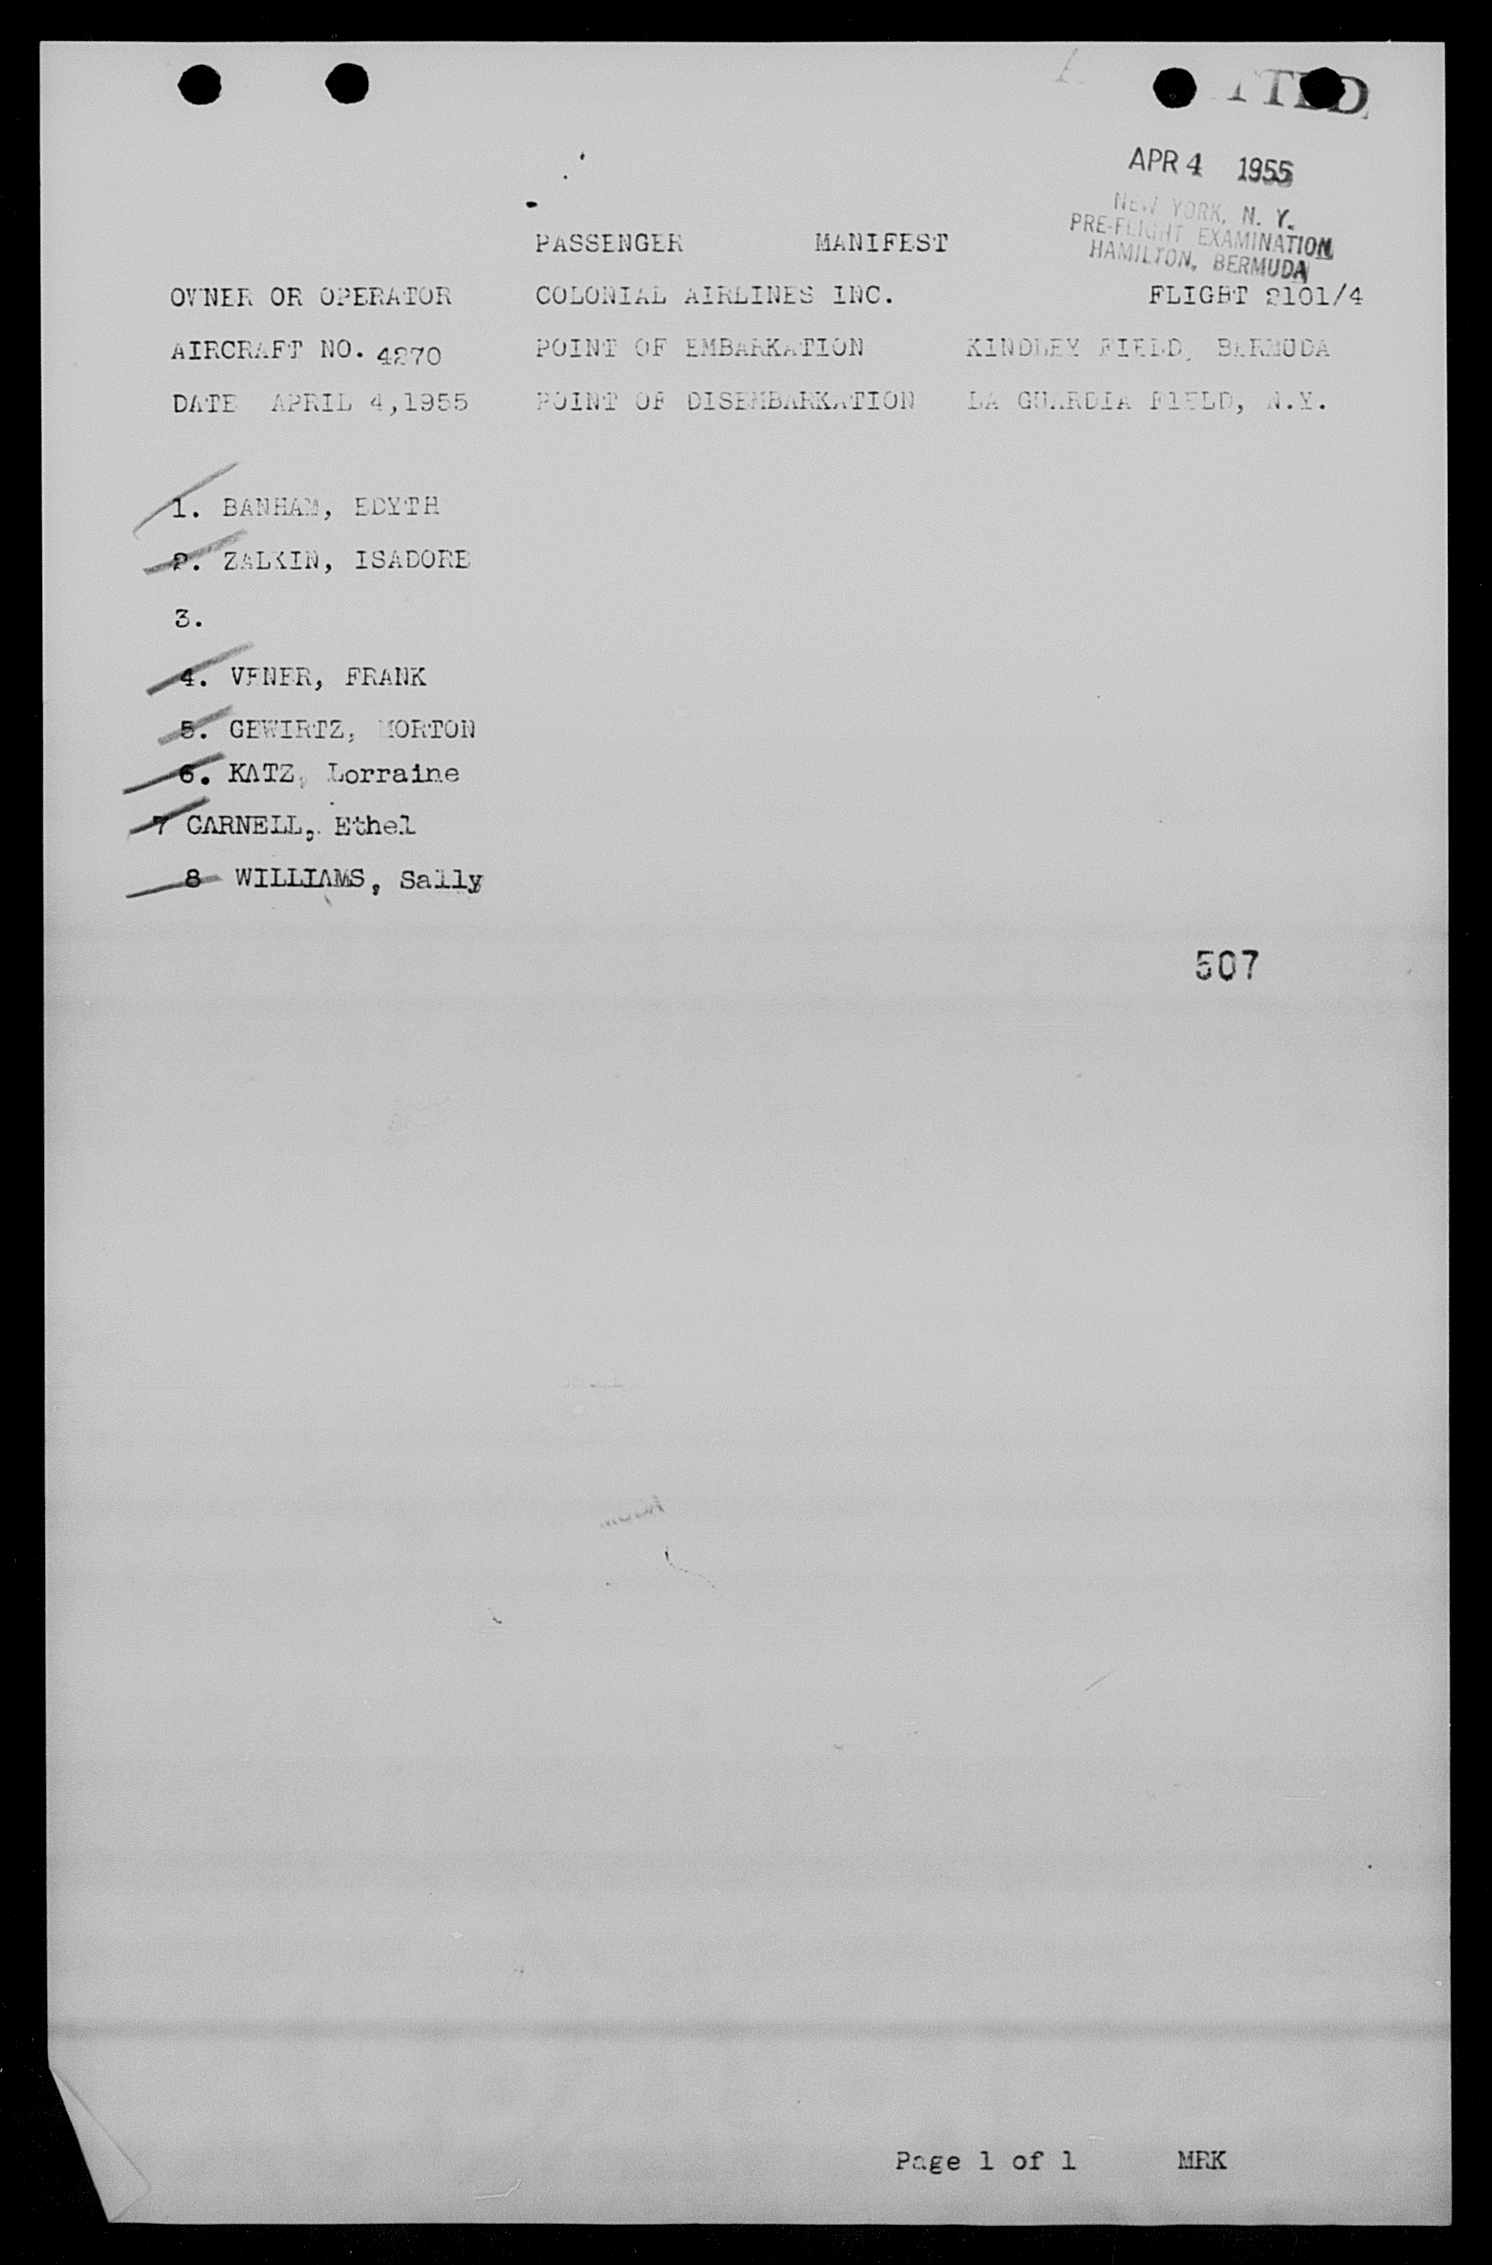 APR 4 1955
NEW YORK, N. Y.
PRE-FLIGHT EXAMINATION
HAMILTON, BERMUDA
PASSENGER MANIFEST
OWNER OR OPERATOR COLONIAL AIRLINES INC. FLIGHT 2101/4
AIRCRAFT NO. 4270 POINT OF EMBARKATION KINDLEY FIELD, BERMUDA
DATE APRIL 4,1955 POINT OF DISEMBARKATION LA GUARDIA FIELD, N.Y.
1. BANHAM, EDYTH
2. ZALKIN, ISADORE
3.
4. VENER, FRANK
5. GEWIRTZ, MORTON
6. KATZ, Lorraine
7 CARNELL, Ethel
8 WILLIAMS, Sally
507
Page 1 of 1 MRK